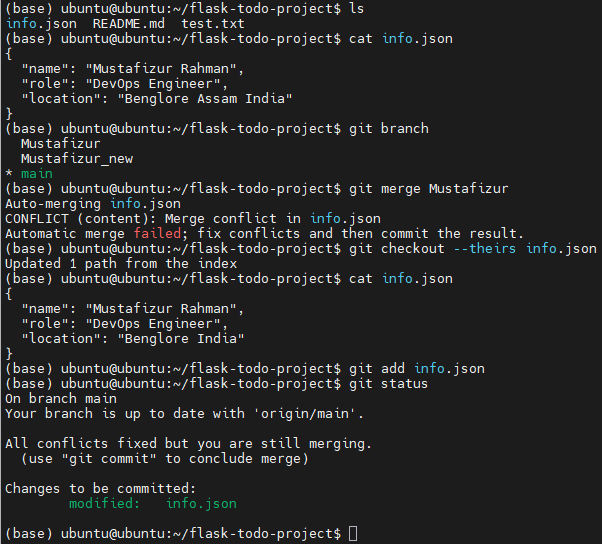 (base) ubuntu@ubuntu:~/flask-todo-project$ ls
info.json  README.md  test.txt
(base) ubuntu@ubuntu:~/flask-todo-project$ cat info.json
{
  "name": "Mustafizur Rahman",
  "role": "DevOps Engineer",
  "location": "Benglore Assam India"
}
(base) ubuntu@ubuntu:~/flask-todo-project$ git branch
  Mustafizur
  Mustafizur_new
* main
(base) ubuntu@ubuntu:~/flask-todo-project$ git merge Mustafizur
Auto-merging info.json
CONFLICT (content): Merge conflict in info.json
Automatic merge failed; fix conflicts and then commit the result.
(base) ubuntu@ubuntu:~/flask-todo-project$ git checkout --theirs info.json
Updated 1 path from the index
(base) ubuntu@ubuntu:~/flask-todo-project$ cat info.json
{
  "name": "Mustafizur Rahman",
  "role": "DevOps Engineer",
  "location": "Benglore India"
}
(base) ubuntu@ubuntu:~/flask-todo-project$ git add info.json
(base) ubuntu@ubuntu:~/flask-todo-project$ git status
On branch main
Your branch is up to date with 'origin/main'.

All conflicts fixed but you are still merging.
  (use "git commit" to conclude merge)

Changes to be committed:
        modified:   info.json

(base) ubuntu@ubuntu:~/flask-todo-project$